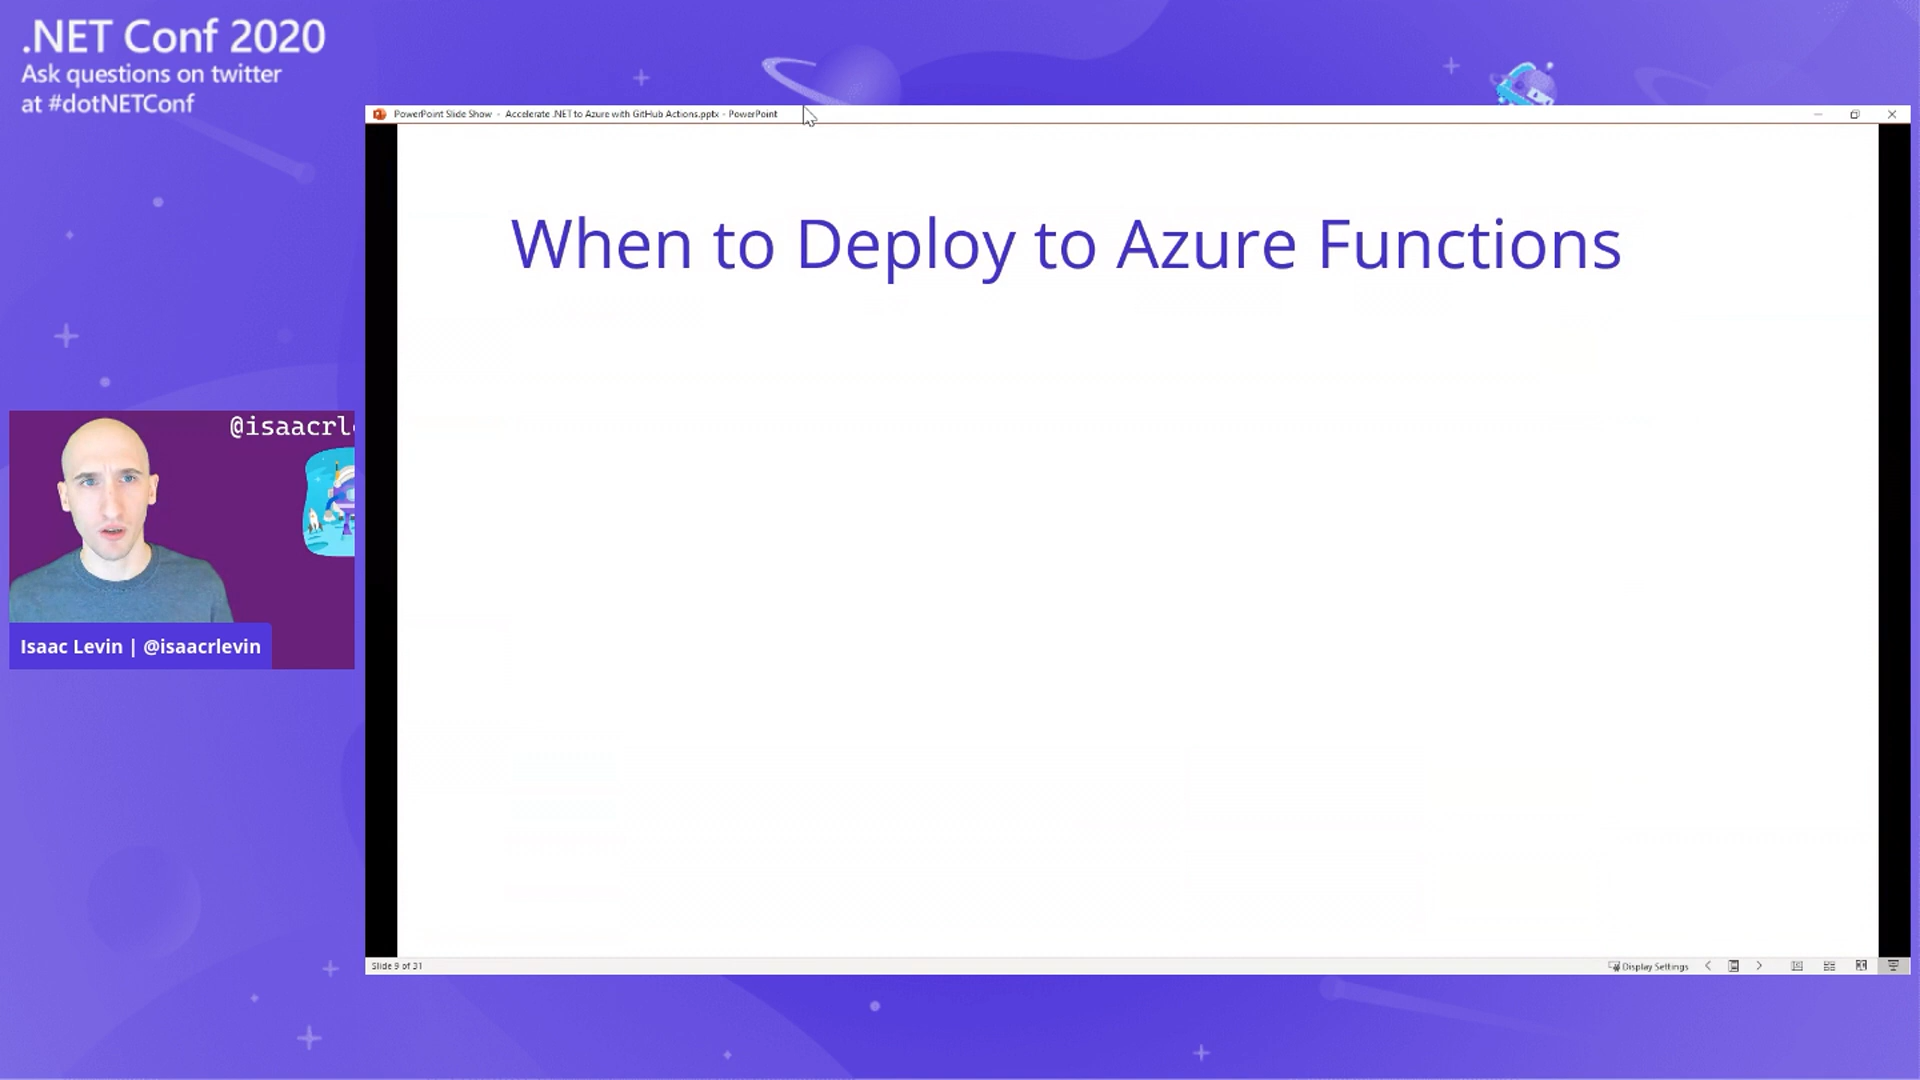 .NET Conf 2020
Ask questions on twitter
at #dotNETConf
PowerPoint Slide Show - Accelerate .NET to Azure with GitHub Actions.pptx - PowerPoint
When to Deploy to Azure Functions
@isaacrl
Isaac Levin | @isaacrlevin
Slide 9 of 31
Display Settings